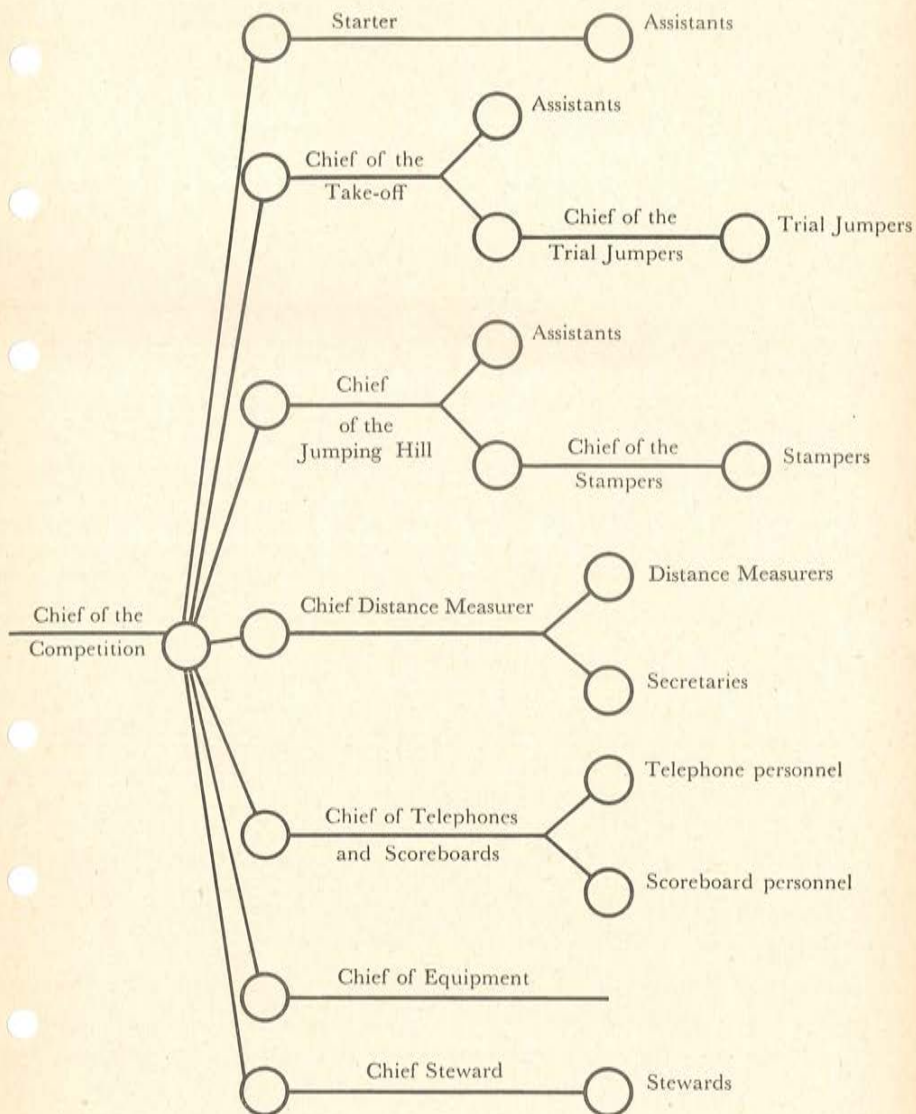 Starter
Assistants
Assistants
Chief of the
Take-off
Chief of the
Trial Jumpers
Trial Jumpers
Assistants
Chief
of the
Jumping Hill
Chief of the
Stampers
Stampers
Distance Measurers
Chief Distance Measurer
Chief of the
Competition
Secretaries
Telephone personnel
Chief of Telephones
and Scoreboards
Scoreboard personnel
Chief of Equipment
Chief Steward
Stewards